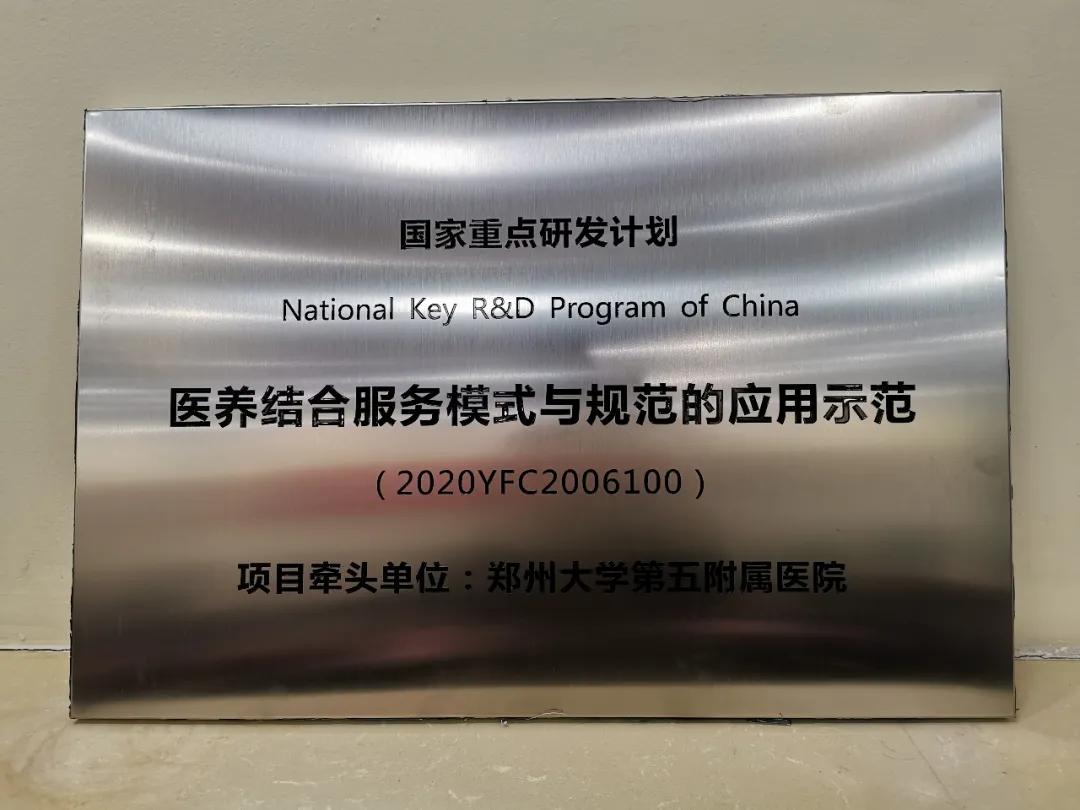 国家重点研发计划
National Key R&D Program of China
医养结合服务模式与规范的应用示范
（2020YFC2006100）
项目牵头单位：郑州大学第五附属医院